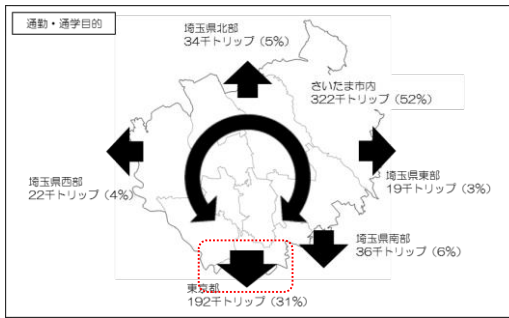 通勤・通学目的
埼玉県北部
34千トリップ（5%）
さいたま市内
322千トリップ（52%）
埼玉県西部
22千トリップ（4%）
埼玉県東部
19千トリップ（3%）
埼玉県南部
36千トリップ（6%）
東京都
192千トリップ（31%）